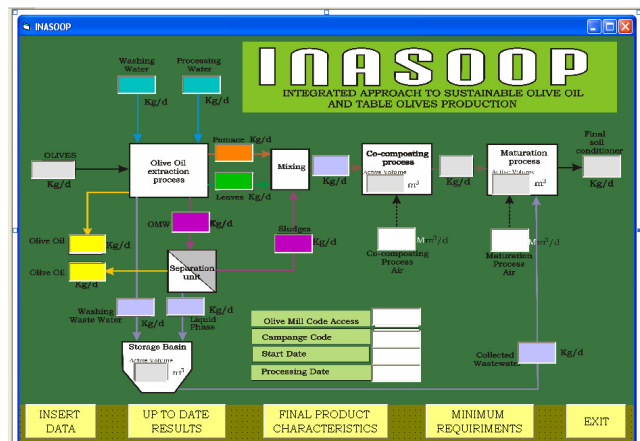 INASOOP
INASOOP
INTEGRATED APPROACH TO SUSTAINABLE OLIVE OIL
AND TABLE OLIVES PRODUCTION
Washing
Water
Processing
Water
Kg/d
Kg/d
OLIVES
Kg/d
Olive Oil
extraction
process
Pomace Kg/d
Leaves Kg/d
Mixing
Kg/d
Co-composting
process
Active Volume
m³
Kg/d
Maturation
process
Active Volume
m³
Final
soil
conditioner
Kg/d
OMW
Kg/d
Sludges
Kg/d
Olive Oil
Kg/d
Olive Oil
Kg/d
Separation
unit
Mm³/d
Co-composting
Process
Air
Mm³/d
Maturation
Process
Air
Washing
Waste Water
Kg/d
Liquid
Phase
Kg/d
Storage Basin
Active Volume
m³
Olive Mill Code Access
Campange Code
Start Date
Processing Date
Collected
Wastewater
Kg/d
INSERT
DATA
UP TO DATE
RESULTS
FINAL PRODUCT
CHARACTERISTICS
MINIMUM
REQUIRIMENTS
EXIT